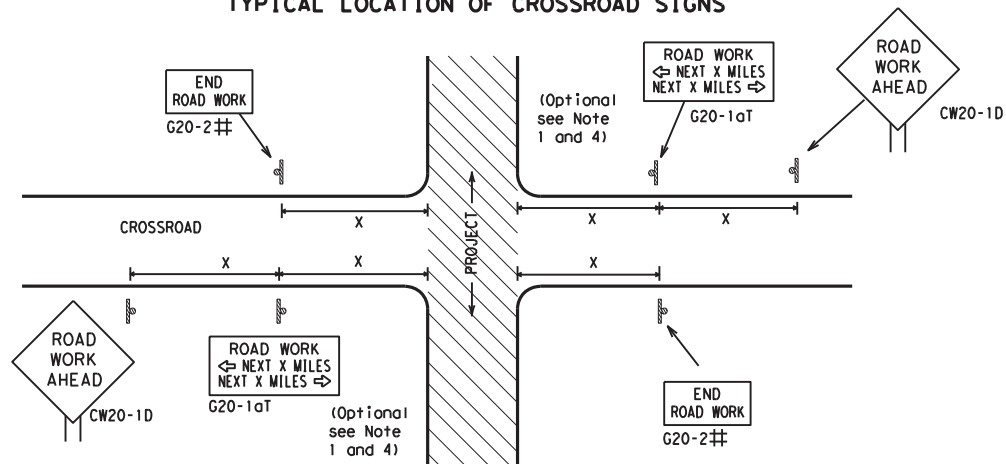 TYPICAL LOCATION OF CROSSROAD SIGNS
END
ROAD WORK
G20-2#
(Optional
see Note
1 and 4)
ROAD WORK
⇦ NEXT X MILES
NEXT X MILES ⇨
G20-1aT
ROAD
WORK
AHEAD
CW20-1D
X
X
X
CROSSROAD
PROJECT
X
X
X
ROAD
WORK
AHEAD
CW20-1D
ROAD WORK
⇦ NEXT X MILES
NEXT X MILES ⇨
G20-1aT
(Optional
see Note
1 and 4)
END
ROAD WORK
G20-2#